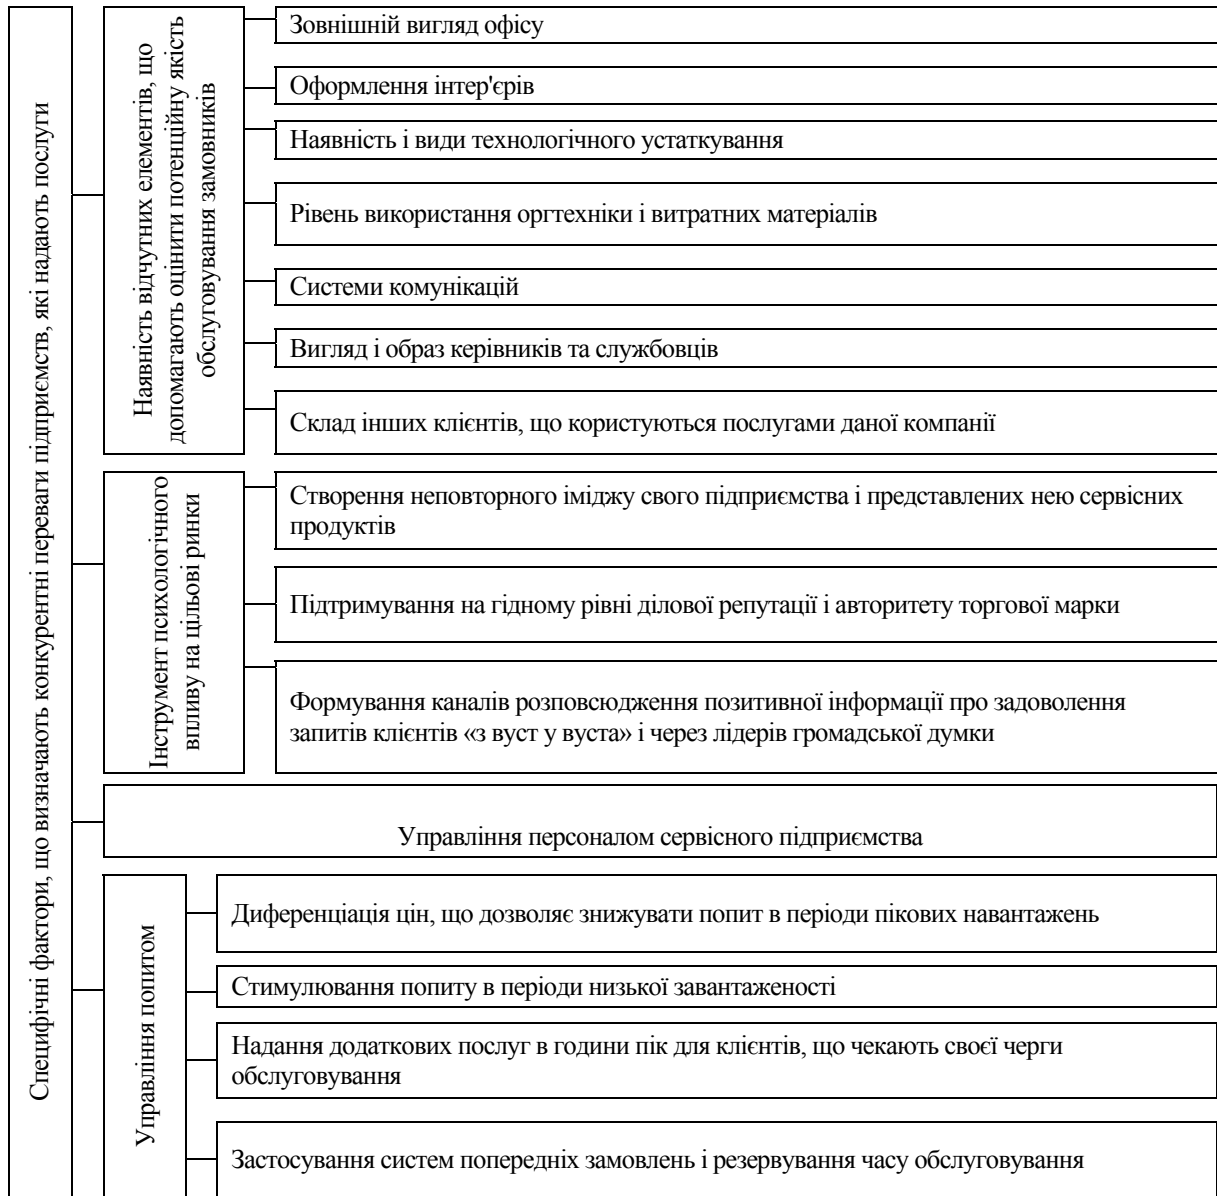 Специфічні фактори, що визначають конкурентні переваги підприємств, які надають послуги
Наявність відчутних елементів, що
допомагають оцінити потенційну якість
обслуговування замовників
Зовнішній вигляд офісу
Оформлення інтер'єрів
Наявність і види технологічного устаткування
Рівень використання оргтехніки і витратних матеріалів
Системи комунікацій
Вигляд і образ керівників та службовців
Склад інших клієнтів, що користуються послугами даної компанії
Інструмент психологічного
впливу на цільові ринки
Створення неповторного іміджу свого підприємства і представлених нею сервісних
продуктів
Підтримування на гідному рівні ділової репутації і авторитету торгової марки
Формування каналів розповсюдження позитивної інформації про задоволення
запитів клієнтів «з вуст у вуста» і через лідерів громадської думки
Управління персоналом сервісного підприємства
Управління попитом
Диференціація цін, що дозволяє знижувати попит в періоди пікових навантажень
Стимулювання попиту в періоди низької завантаженості
Надання додаткових послуг в години пік для клієнтів, що чекають своєї черги
обслуговування
Застосування систем попередніх замовлень і резервування часу обслуговування